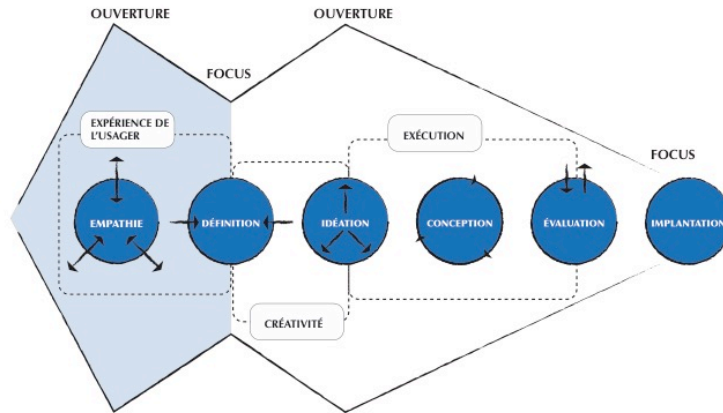 OUVERTURE
OUVERTURE
FOCUS
EXPÉRIENCE DE
L'USAGER
EXÉCUTION
FOCUS
EMPATHIE
DÉFINITION
IDÉATION
CONCEPTION
ÉVALUATION
IMPLANTATION
CRÉATIVITÉ